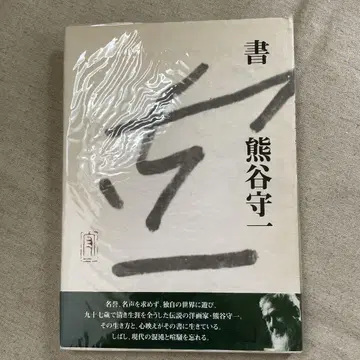 書
熊谷守一
名誉、名声を求めず、独自の世界に遊び、
九十七歳で清き生涯を全うした伝説の洋画家・熊谷守一。
その生き方と、心映えがその書に生きている。
しばし、現代の混沌と喧騒を忘れる。